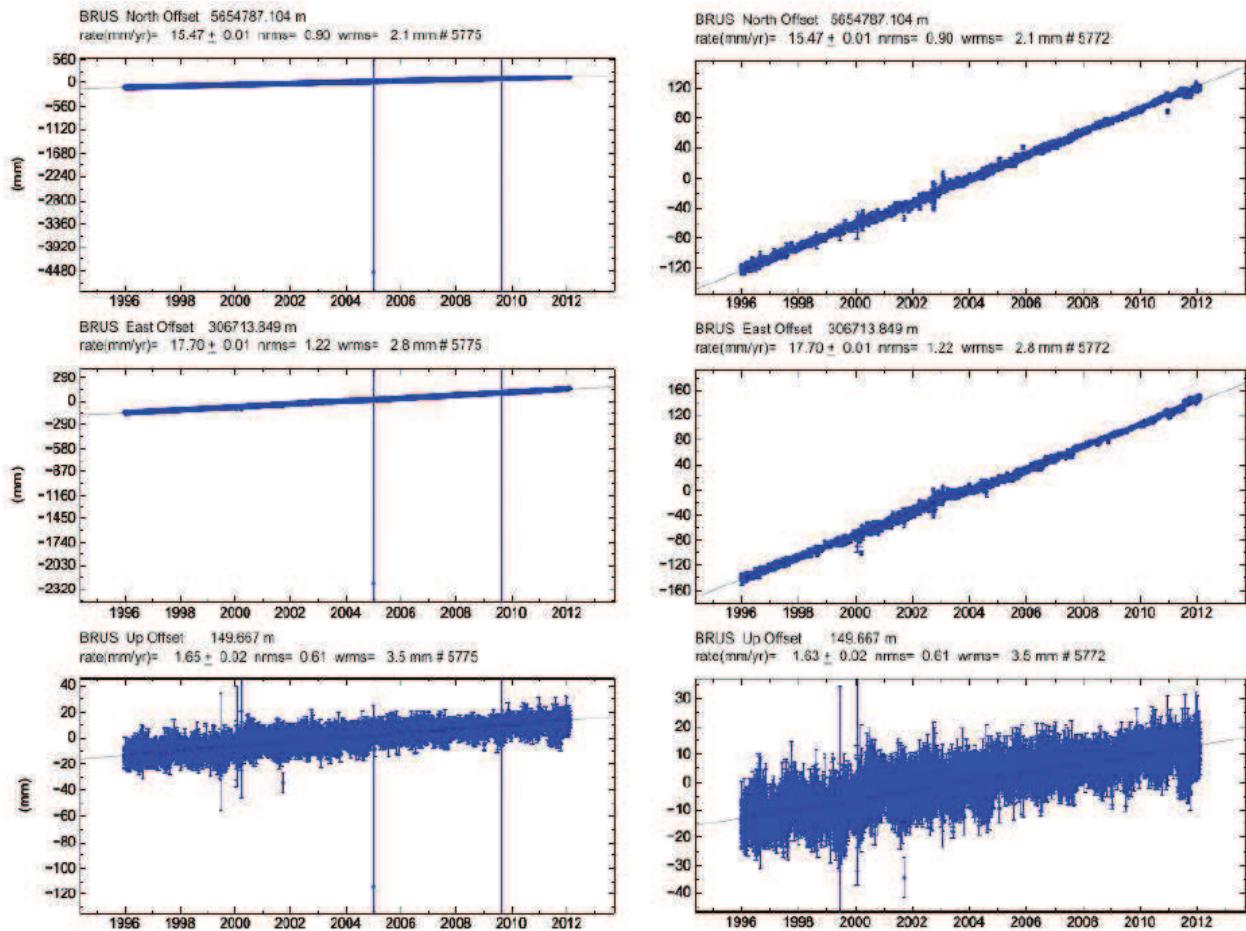 BRUS North Offset 5654787.104 m
rate(mm/yr)= 15.47 ± 0.01 nrms= 0.90 wrms= 2.1 mm # 5775
560
0
−560
−1120
−1680
−2240
−2800
−3360
−3920
−4480
(mm)
1996 1998 2000 2002 2004 2006 2008 2010 2012
BRUS North Offset 5654787.104 m
rate(mm/yr)= 15.47 ± 0.01 nrms= 0.90 wrms= 2.1 mm # 5772
120
80
40
0
−40
−80
−120
1996 1998 2000 2002 2004 2006 2008 2010 2012
BRUS East Offset 306713.849 m
rate(mm/yr)= 17.70 ± 0.01 nrms= 1.22 wrms= 2.8 mm # 5775
290
0
−290
−580
−870
−1160
−1450
−1740
−2030
−2320
(mm)
1996 1998 2000 2002 2004 2006 2008 2010 2012
BRUS East Offset 306713.849 m
rate(mm/yr)= 17.70 ± 0.01 nrms= 1.22 wrms= 2.8 mm # 5772
160
120
80
40
0
−40
−80
−120
−160
1996 1998 2000 2002 2004 2006 2008 2010 2012
BRUS Up Offset 149.667 m
rate(mm/yr)= 1.65 ± 0.02 nrms= 0.61 wrms= 3.5 mm # 5775
40
20
0
−20
−40
−60
−80
−100
−120
(mm)
1996 1998 2000 2002 2004 2006 2008 2010 2012
BRUS Up Offset 149.667 m
rate(mm/yr)= 1.63 ± 0.02 nrms= 0.61 wrms= 3.5 mm # 5772
30
20
10
0
−10
−20
−30
−40
1996 1998 2000 2002 2004 2006 2008 2010 2012